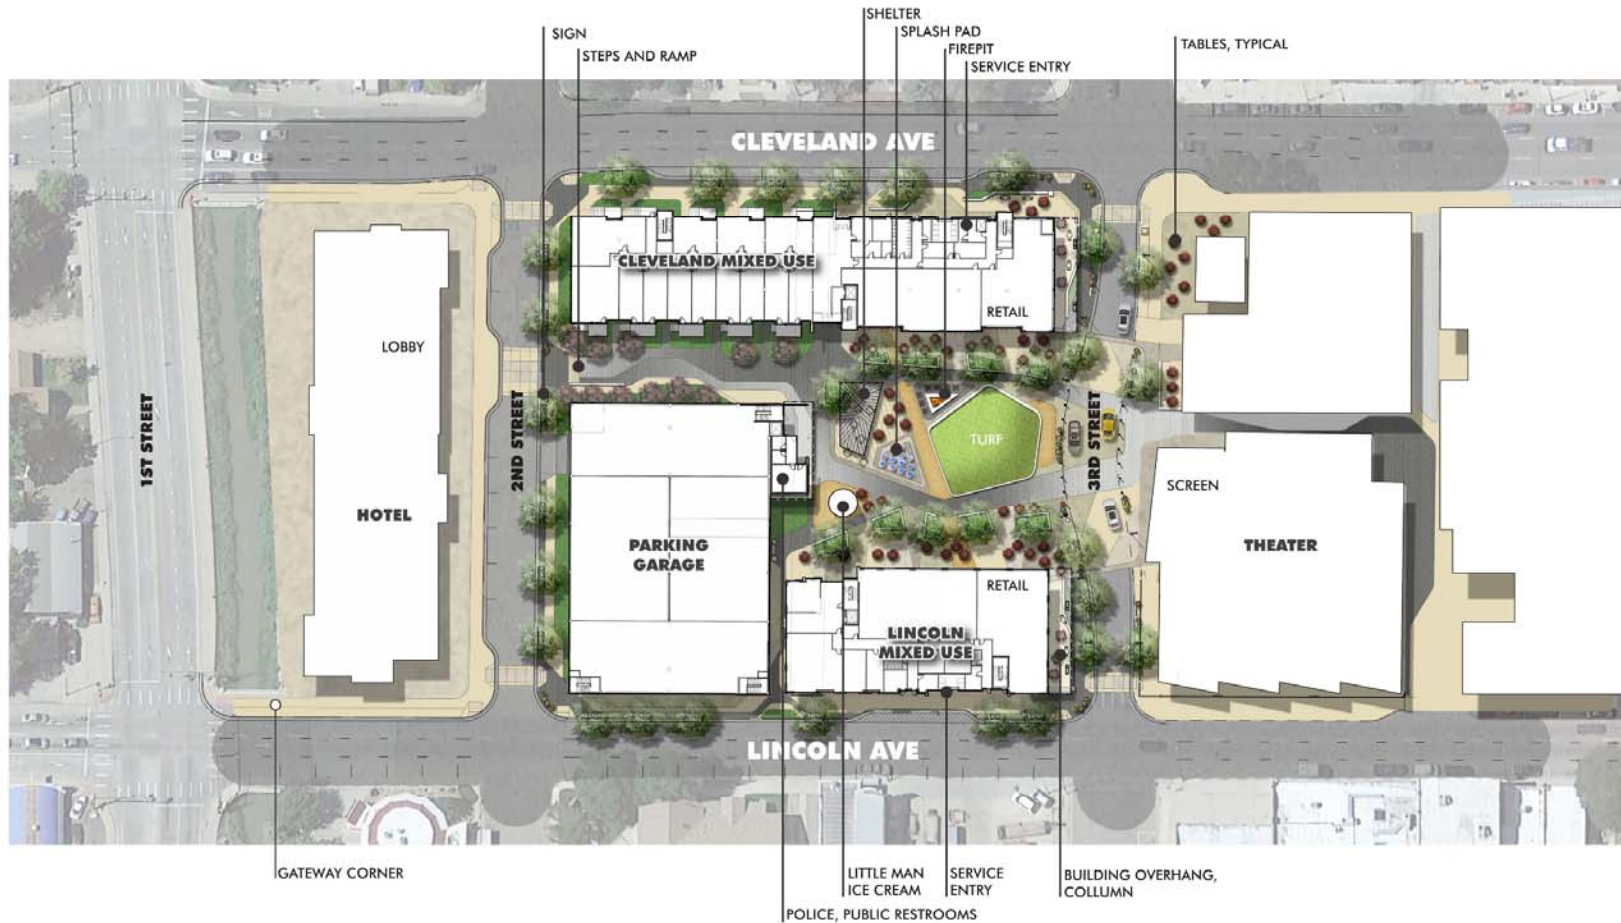 SHELTER
SPLASH PAD
SIGN
FIREPIT
TABLES, TYPICAL
STEPS AND RAMP
SERVICE ENTRY
CLEVELAND AVE
CLEVELAND MIXED USE
RETAIL
LOBBY
1ST STREET
2ND STREET
3RD STREET
TURF
SCREEN
HOTEL
PARKING
GARAGE
THEATER
RETAIL
LINCOLN
MIXED USE
LINCOLN AVE
GATEWAY CORNER
LITTLE MAN
ICE CREAM
SERVICE
ENTRY
BUILDING OVERHANG,
COLLUMN
POLICE, PUBLIC RESTROOMS